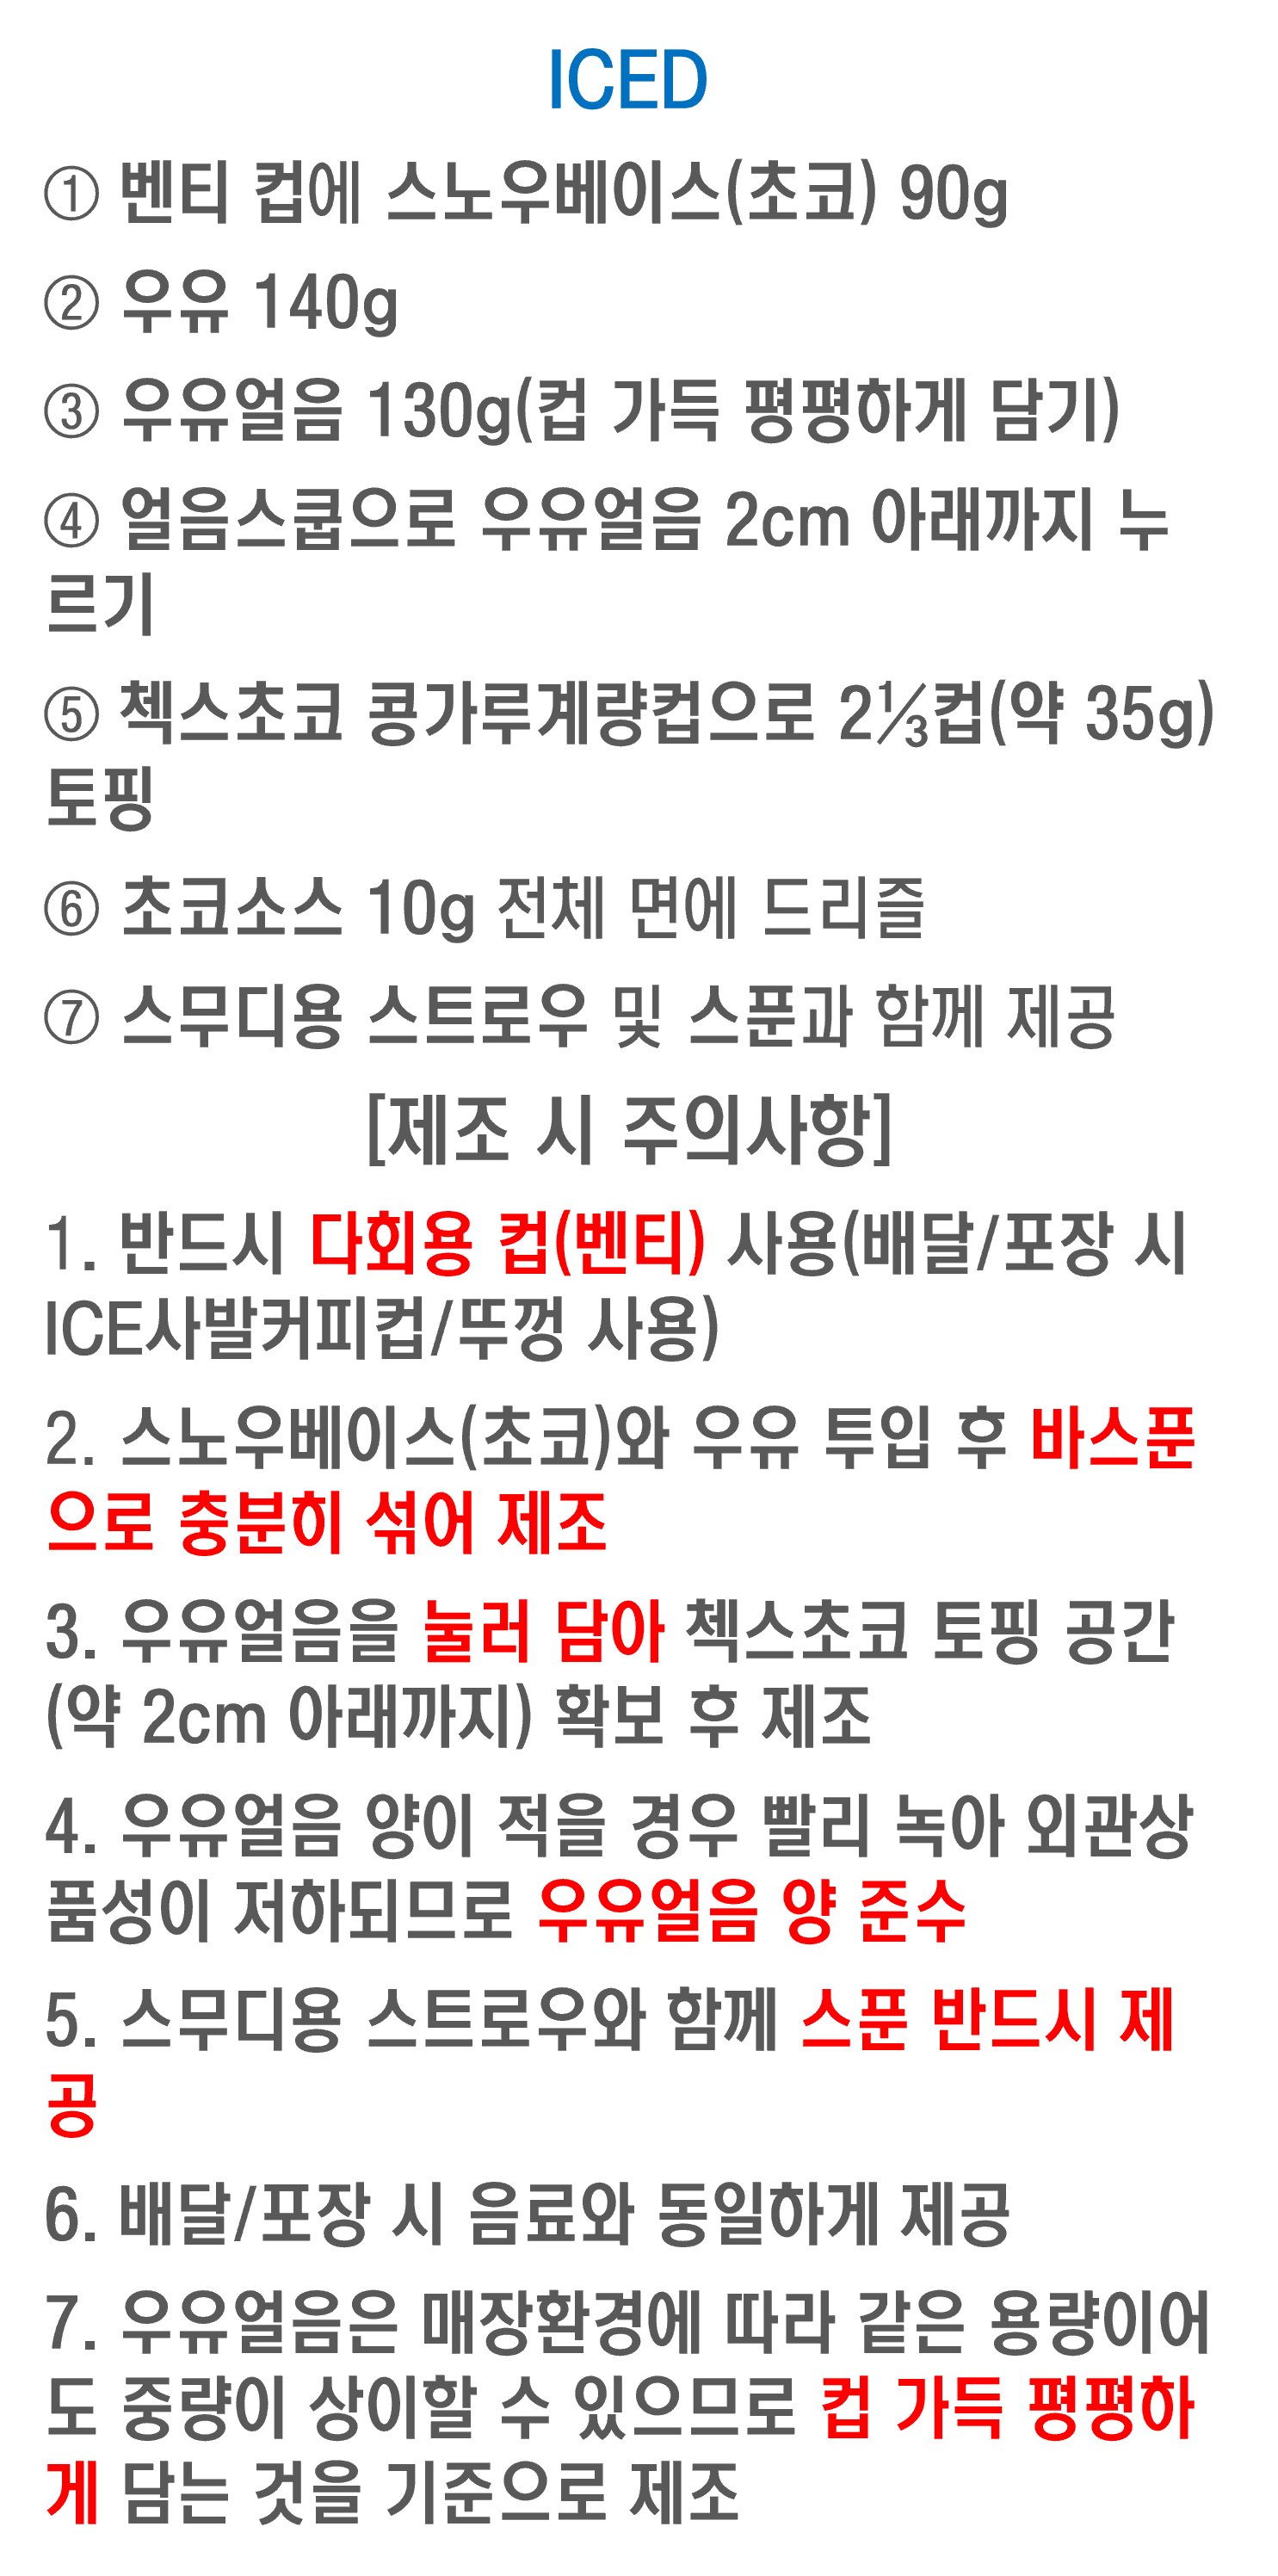 ICED
① 벤티 컵에 스노우베이스(초코) 90g
② 우유 140g
③ 우유얼음 130g(컵 가득 평평하게 담기)
④ 얼음스쿱으로 우유얼음 2cm 아래까지 누
르기
⑤ 첵스초코 콩가루계량컵으로 2⅓컵(약 35g)
토핑
⑥ 초코소스 10g 전체 면에 드리즐
⑦ 스무디용 스트로우 및 스푼과 함께 제공
[제조 시 주의사항]
1. 반드시 다회용 컵(벤티) 사용(배달/포장 시
ICE사발커피컵/뚜껑 사용)
2. 스노우베이스(초코)와 우유 투입 후 바스푼
으로 충분히 섞어 제조
3. 우유얼음을 눌러 담아 첵스초코 토핑 공간
(약 2cm 아래까지) 확보 후 제조
4. 우유얼음 양이 적을 경우 빨리 녹아 외관상
품성이 저하되므로 우유얼음 양 준수
5. 스무디용 스트로우와 함께 스푼 반드시 제
공
6. 배달/포장 시 음료와 동일하게 제공
7. 우유얼음은 매장환경에 따라 같은 용량이어
도 중량이 상이할 수 있으므로 컵 가득 평평하
게 담는 것을 기준으로 제조